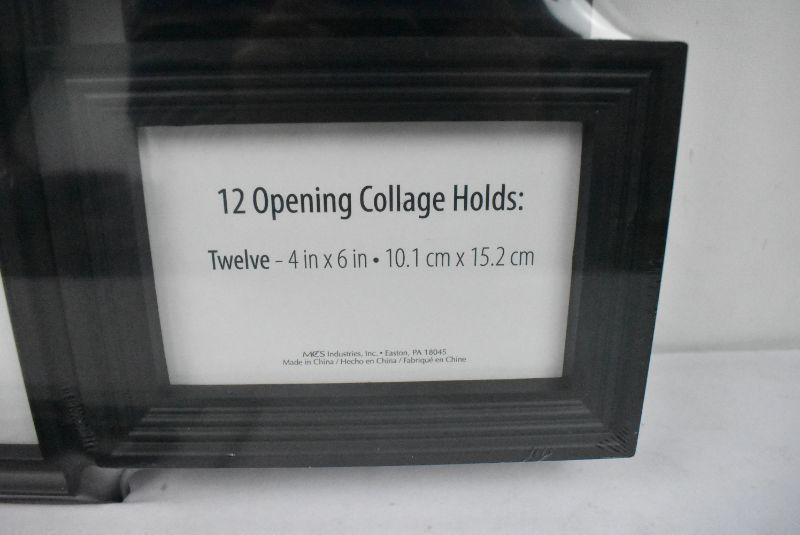 12 Opening Collage Holds:
Twelve – 4 in x 6 in • 10.1 cm x 15.2 cm
MCS Industries, Inc. • Easton, PA 18045
Made in China / Hecho en China / Fabriqué en Chine